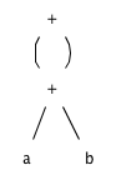 +
( )
+
/ \
a b